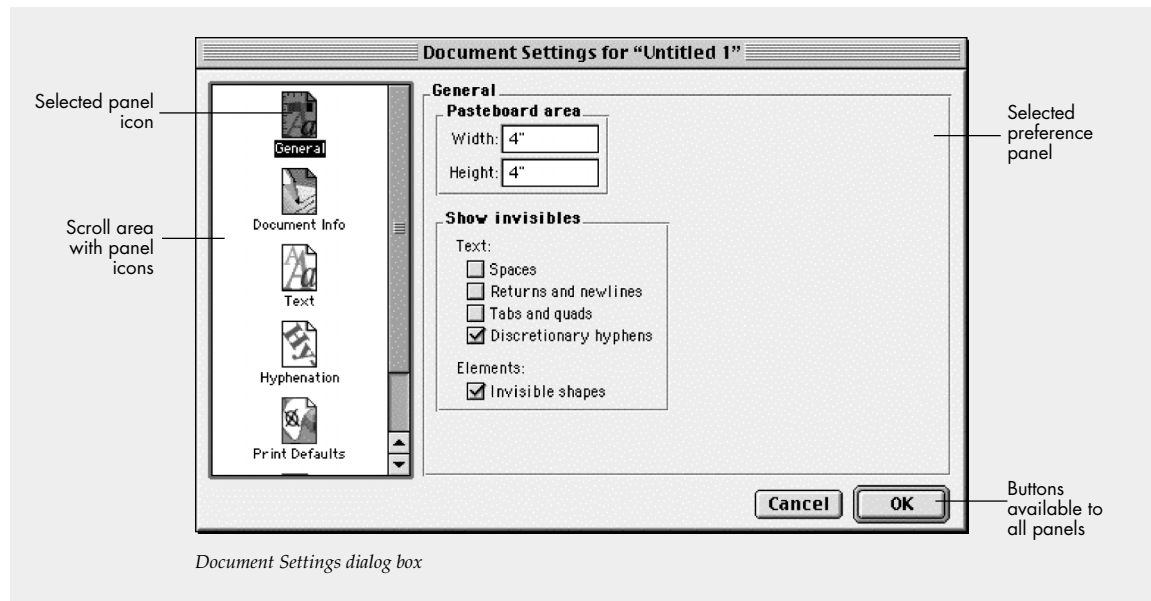 Document Settings for “Untitled 1”
Selected panel
icon
General
Document Info
Scroll area
with panel
icons
Text
Hyphenation
Print Defaults
General
Pasteboard area
Width: 4"
Height: 4"
Show invisibles
Text:
Spaces
Returns and newlines
Tabs and quads
Discretionary hyphens
Elements:
Invisible shapes
Selected
preference
panel
Cancel
OK
Buttons
available to
all panels
Document Settings dialog box